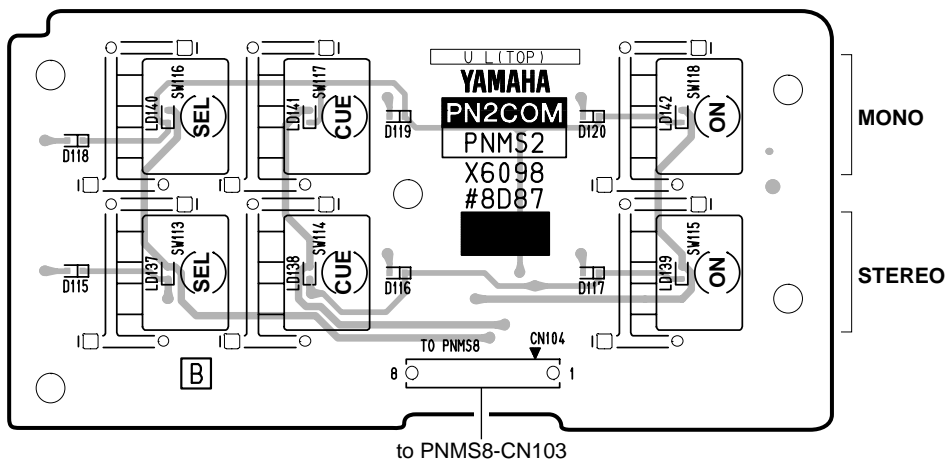 U L(TOP)
YAMAHA
PN2COM
PNMS2
X6098
#8D87
MONO
STEREO
LD140
SW116
SEL
LD141
SW117
CUE
LD142
SW118
ON
D118
D119
D120
LD137
SW113
SEL
LD138
SW114
CUE
LD139
SW115
ON
D115
D116
D117
B
TO PNMS8
CN104
8
1
to PNMS8-CN103